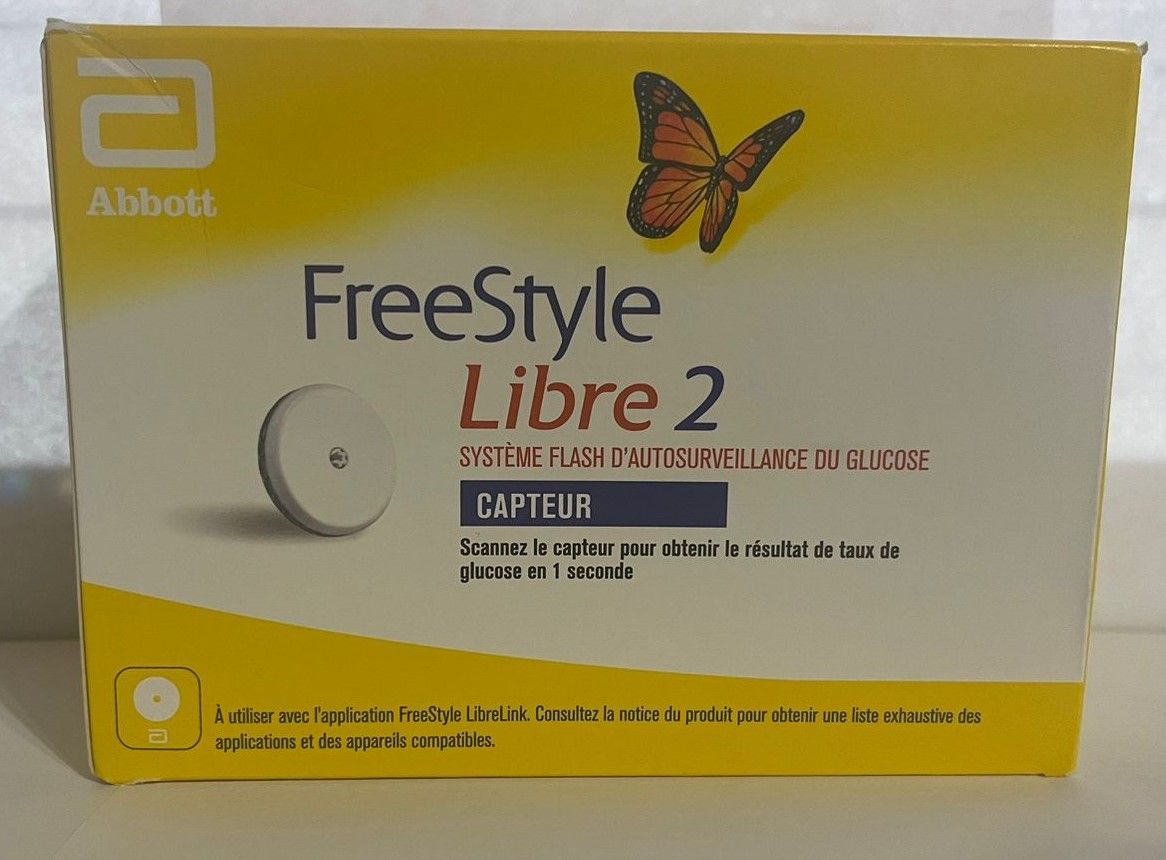 Abbott
FreeStyle
Libre 2
SYSTÈME FLASH D'AUTOSURVEILLANCE DU GLUCOSE
CAPTEUR
Scannez le capteur pour obtenir le résultat de taux de
glucose en 1 seconde
À utiliser avec l'application FreeStyle LibreLink. Consultez la notice du produit pour obtenir une liste exhaustive des
applications et des appareils compatibles.